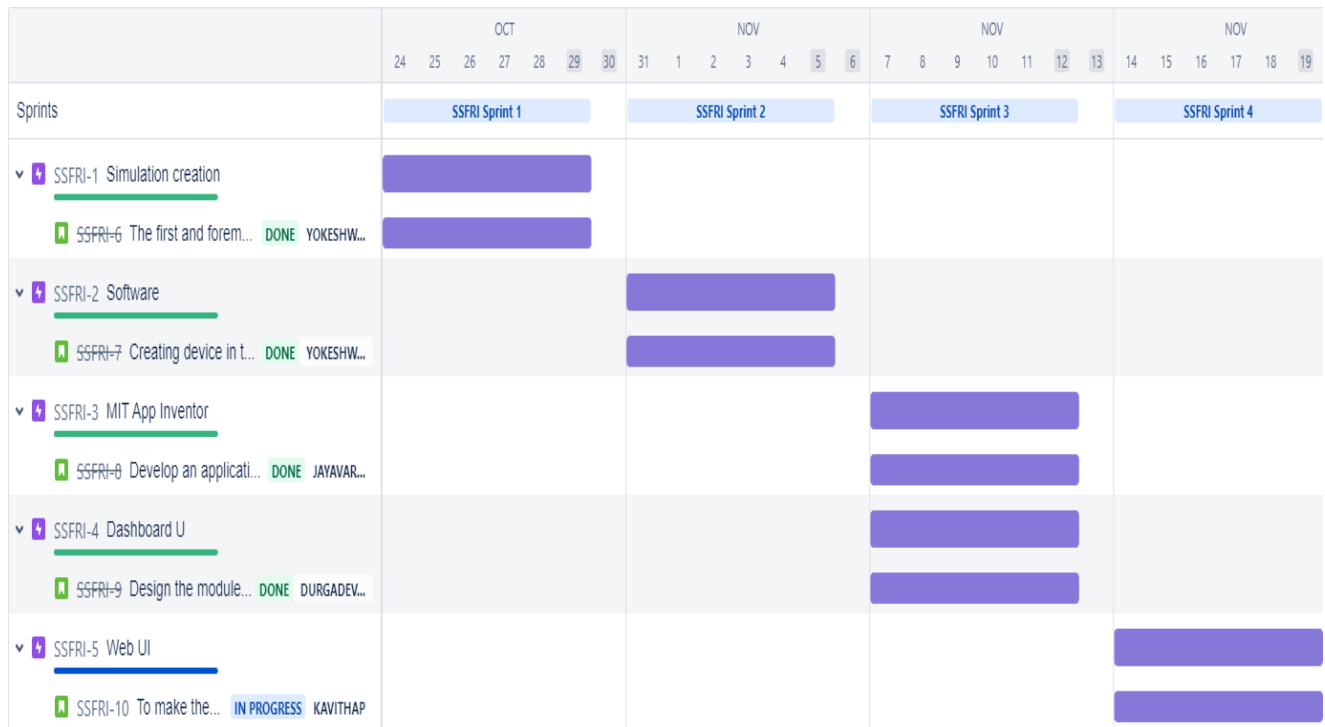 OCT NOV NOV NOV
24 25 26 27 28 29 30 31 1 2 3 4 5 6 7 8 9 10 11 12 13 14 15 16 17 18 19
Sprints SSFRI Sprint 1 SSFRI Sprint 2 SSFRI Sprint 3 SSFRI Sprint 4
SSFRI-1 Simulation creation
SSFRI-6 The first and forem... DONE YOKESHW...
SSFRI-2 Software
SSFRI-7 Creating device in t... DONE YOKESHW...
SSFRI-3 MIT App Inventor
SSFRI-8 Develop an applicati... DONE JAYAVAR...
SSFRI-4 Dashboard U
SSFRI-9 Design the module... DONE DURGADEV...
SSFRI-5 Web UI
SSFRI-10 To make the... IN PROGRESS KAVITHAP